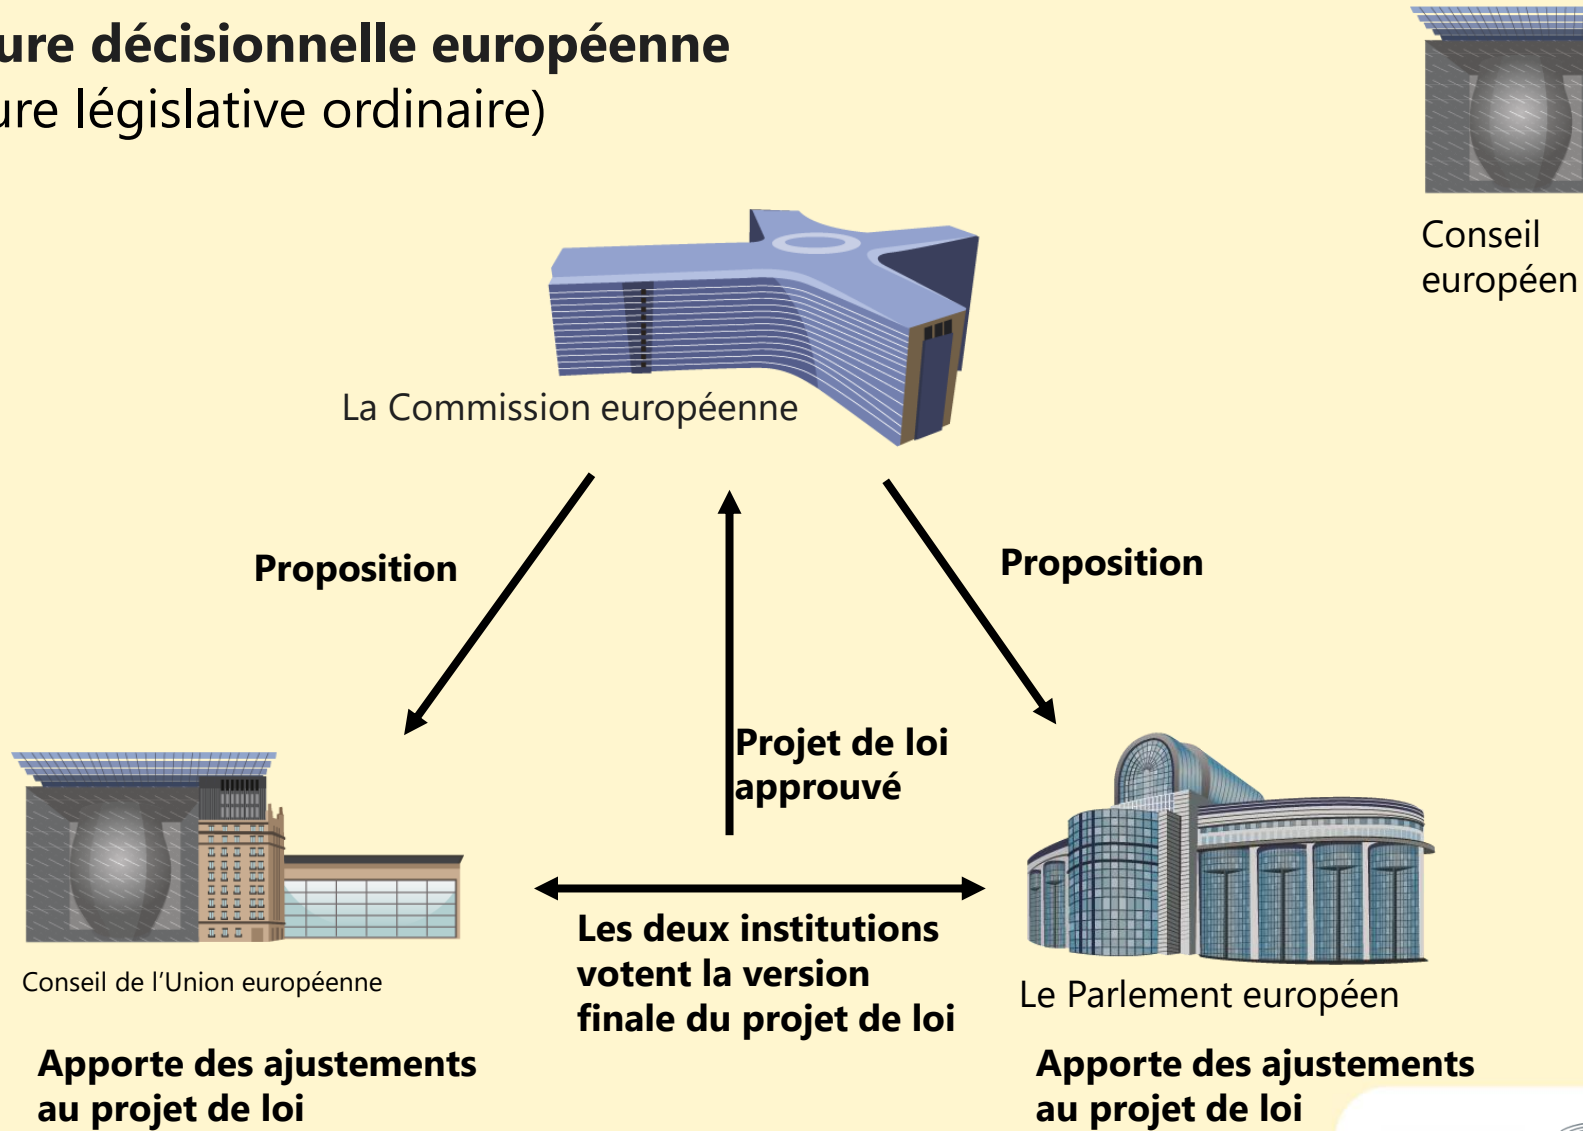 ure décisionnelle européenne
ure législative ordinaire)
Conseil
européen
La Commission européenne
Proposition
Proposition
Projet de loi
approuvé
Les deux institutions
votent la version
finale du projet de loi
Conseil de l’Union européenne
Le Parlement européen
Apporte des ajustements
au projet de loi
Apporte des ajustements
au projet de loi